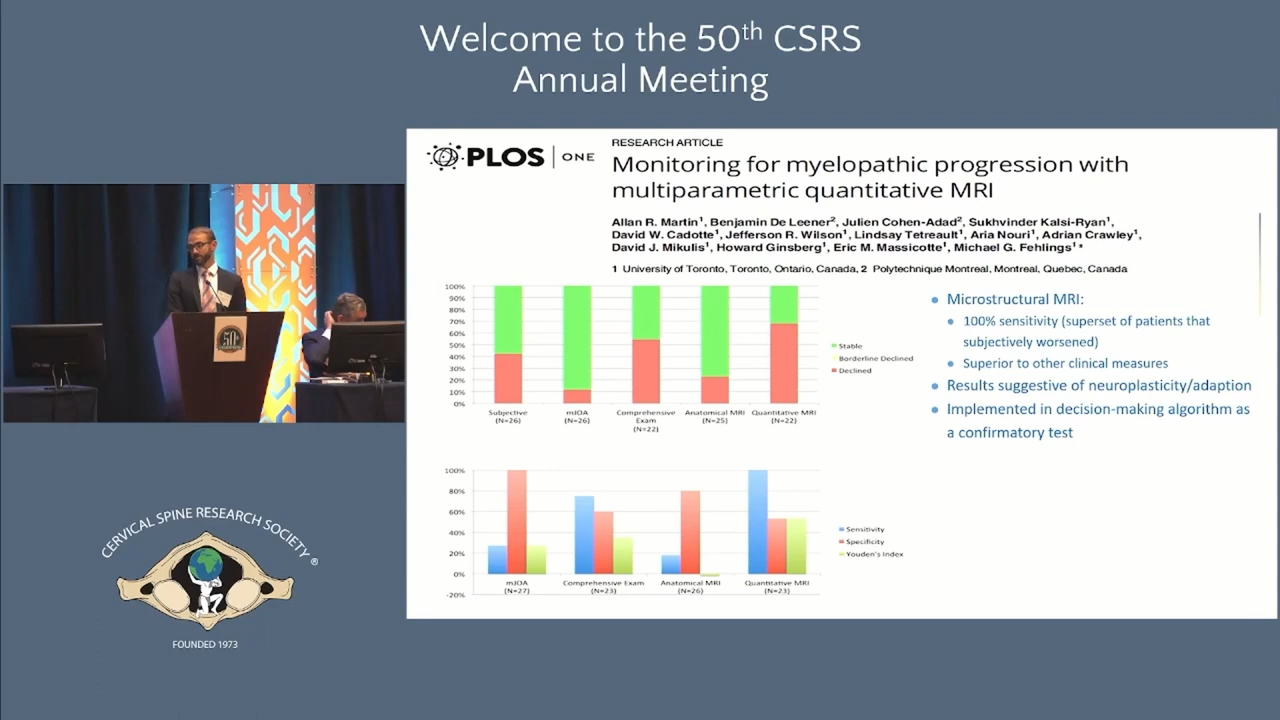 Welcome to the 50th CSRS
Annual Meeting
PLOS | ONE
RESEARCH ARTICLE
Monitoring for myelopathic progression with
multiparametric quantitative MRI
Allan R. Martin1, Benjamin De Leener2, Julien Cohen-Adad2, Sukhvinder Kalsi-Ryan1,
David W. Cadotte1, Jefferson R. Wilson1, Lindsay Tetreault1, Aria Nouri1, Adrian Crawley1,
David J. Mikulis1, Howard Ginsberg1, Eric M. Massicotte1, Michael G. Fehlings1*
1 University of Toronto, Toronto, Ontario, Canada, 2 Polytechnique Montreal, Montreal, Quebec, Canada
100%
90%
80%
70%
60%
50%
40%
30%
20%
10%
0%
Subjective
(N=26)
mJOA
(N=26)
Comprehensive
Exam
(N=22)
Anatomical MRI
(N=25)
Quantitative MRI
(N=22)
Stable
Borderline Declined
Declined
• Microstructural MRI:
• 100% sensitivity (superset of patients that
subjectively worsened)
• Superior to other clinical measures
• Results suggestive of neuroplasticity/adaption
• Implemented in decision-making algorithm as
a confirmatory test
100%
80%
60%
40%
20%
0%
-20%
mJOA
(N=27)
Comprehensive Exam
(N=23)
Anatomical MRI
(N=26)
Quantitative MRI
(N=23)
Sensitivity
Specificity
Youden's Index
50
CERVICAL SPINE RESEARCH SOCIETY ®
FOUNDED 1973